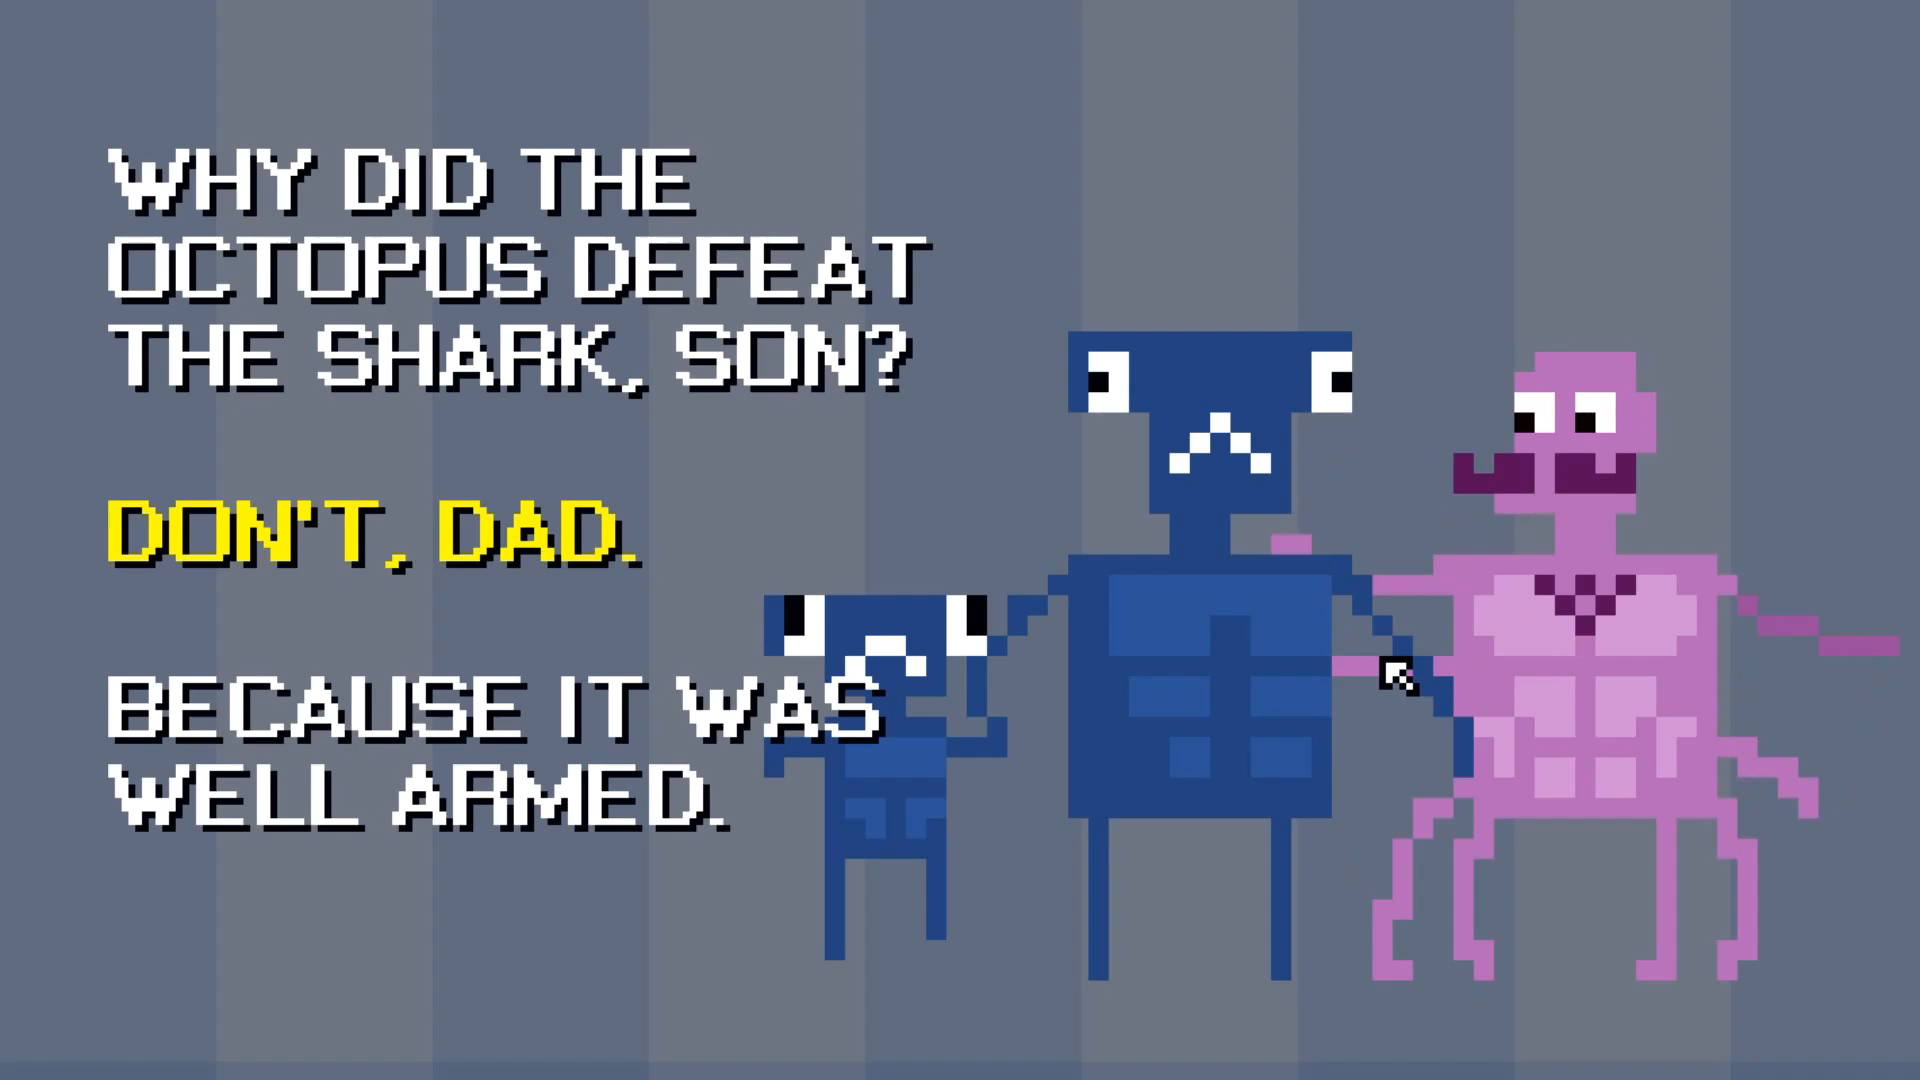 WHY DID THE
OCTOPUS DEFEAT
THE SHARK, SON?
DON'T, DAD.
BECAUSE IT WAS
WELL ARMED.